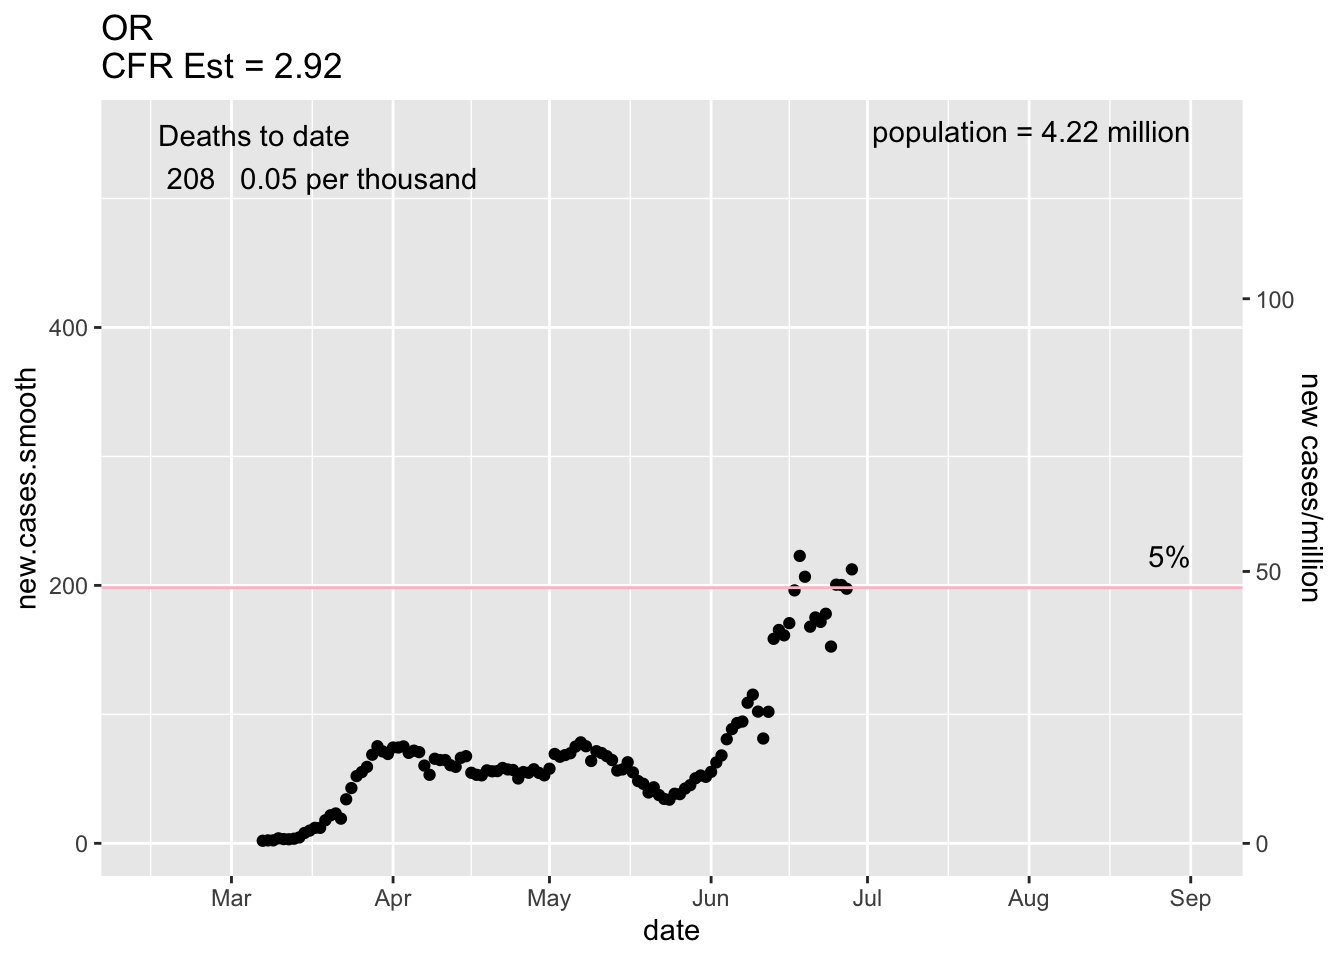 OR
CFR Est = 2.92
Deaths to date
208 0.05 per thousand
population = 4.22 million
new.cases.smooth
400
200
0
100
50
0
new cases/million
5%
Mar Apr May Jun Jul Aug Sep
date